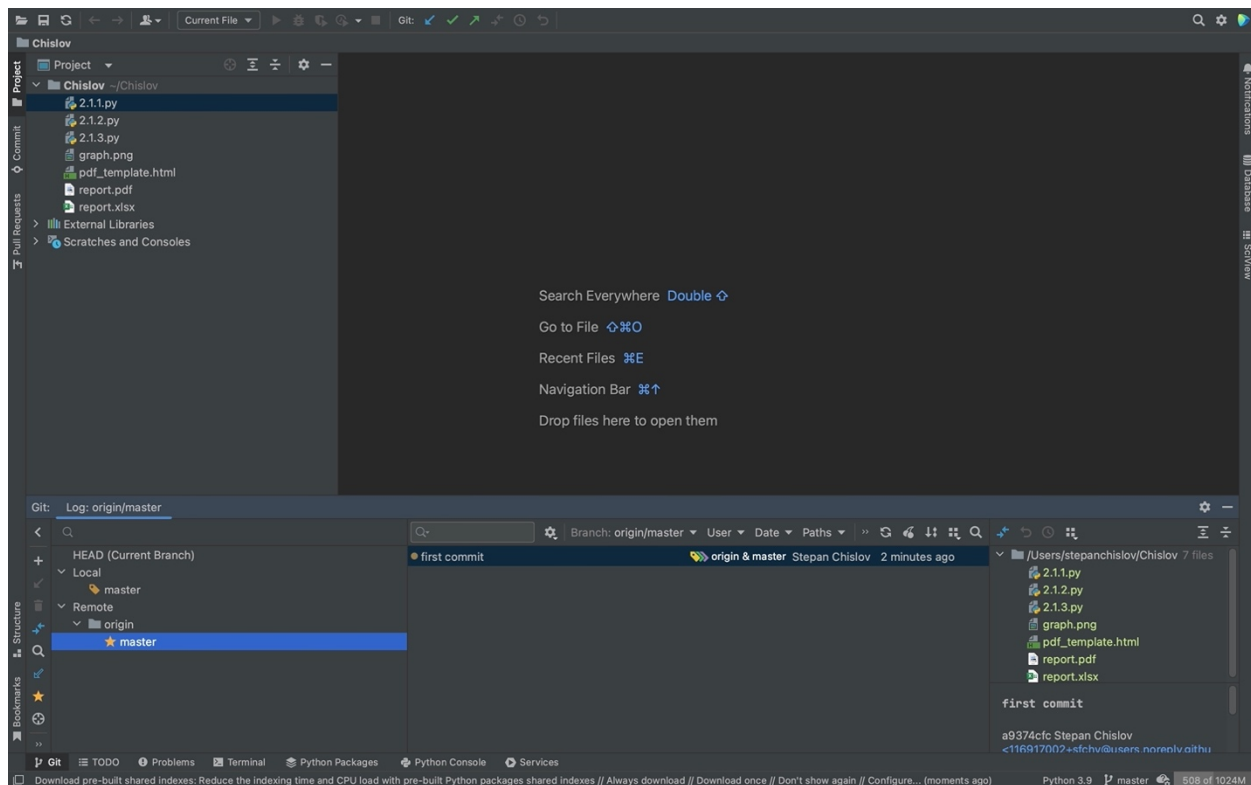 Current File
Git:
Chislov
Project
Chislov ~/Chislov
2.1.1.py
2.1.2.py
2.1.3.py
graph.png
pdf_template.html
report.pdf
report.xlsx
External Libraries
Scratches and Consoles
Project
Commit
Pull Requests
Structure
Bookmarks
Notifications
Database
SciView
Search Everywhere Double ⇧
Go to File ⇧⌘O
Recent Files ⌘E
Navigation Bar ⌘↑
Drop files here to open them
Git: Log: origin/master
HEAD (Current Branch)
Local
master
Remote
origin
master
Branch: origin/master User Date Paths
first commit origin & master Stepan Chislov 2 minutes ago
/Users/stepanchislov/Chislov 7 files
2.1.1.py
2.1.2.py
2.1.3.py
graph.png
pdf_template.html
report.pdf
report.xlsx
first commit
a9374cfc Stepan Chislov
<116917002+sfchv@users.noreply.githu
Git TODO Problems Terminal Python Packages Python Console Services
Download pre-built shared indexes: Reduce the indexing time and CPU load with pre-built Python packages shared indexes // Always download // Download once // Don't show again // Configure... (moments ago) Python 3.9 master 508 of 1024M